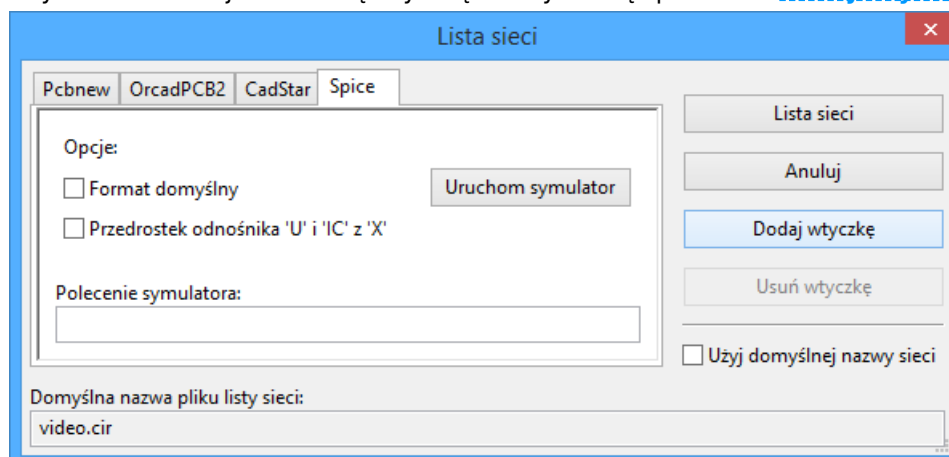 Lista sieci
Pcbnew OrcadPCB2 CadStar Spice
Lista sieci
Opcje:
Anuluj
Format domyślny
Uruchom symulator
Przedrostek odnośnika 'U' i 'IC' z 'X'
Dodaj wtyczkę
Usuń wtyczkę
Polecenie symulatora:
Użyj domyślnej nazwy sieci
Domyślna nazwa pliku listy sieci:
video.cir